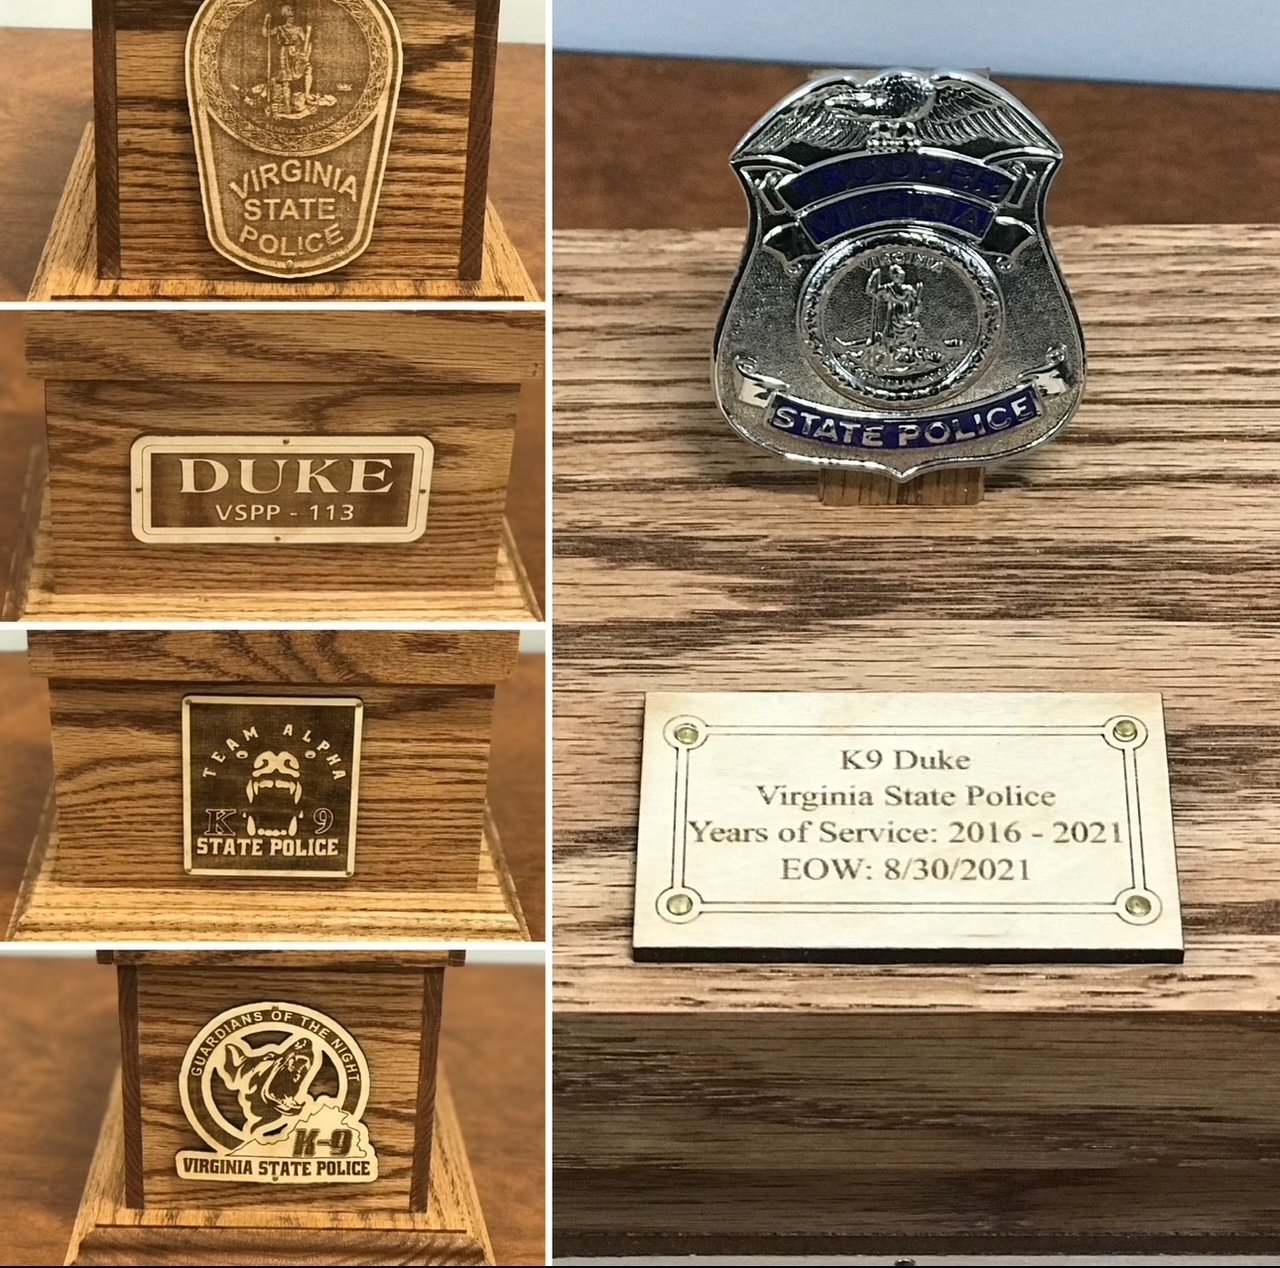 VIRGINIA
STATE
POLICE
DUKE
VSPP - 113
TEAM ALPHA
K 9
STATE POLICE
GUARDIANS OF THE NIGHT
K-9
VIRGINIA STATE POLICE
TROOPER
VIRGINIA
VIRGINIA
STATE POLICE
K9 Duke
Virginia State Police
Years of Service: 2016 - 2021
EOW: 8/30/2021